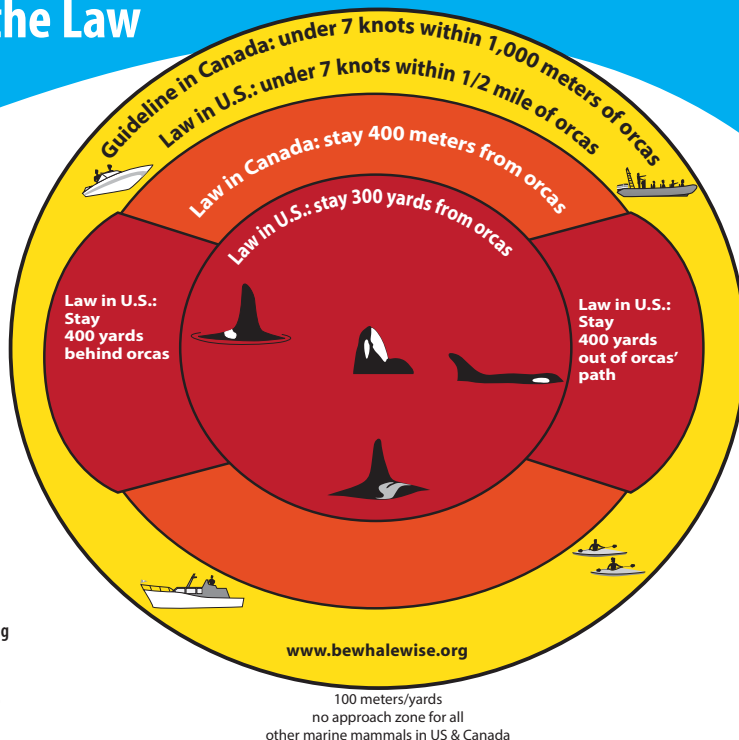 the Law
Guideline in Canada: under 7 knots within 1,000 meters of orcas
Law in U.S.: under 7 knots within 1/2 mile of orcas
Law in Canada: stay 400 meters from orcas
Law in U.S.: stay 300 yards from orcas
Law in U.S.:
Stay
400 yards
behind orcas
Law in U.S.:
Stay
400 yards
out of orcas’
path
g
www.bewhalewise.org
100 meters/yards
no approach zone for all
other marine mammals in US & Canada